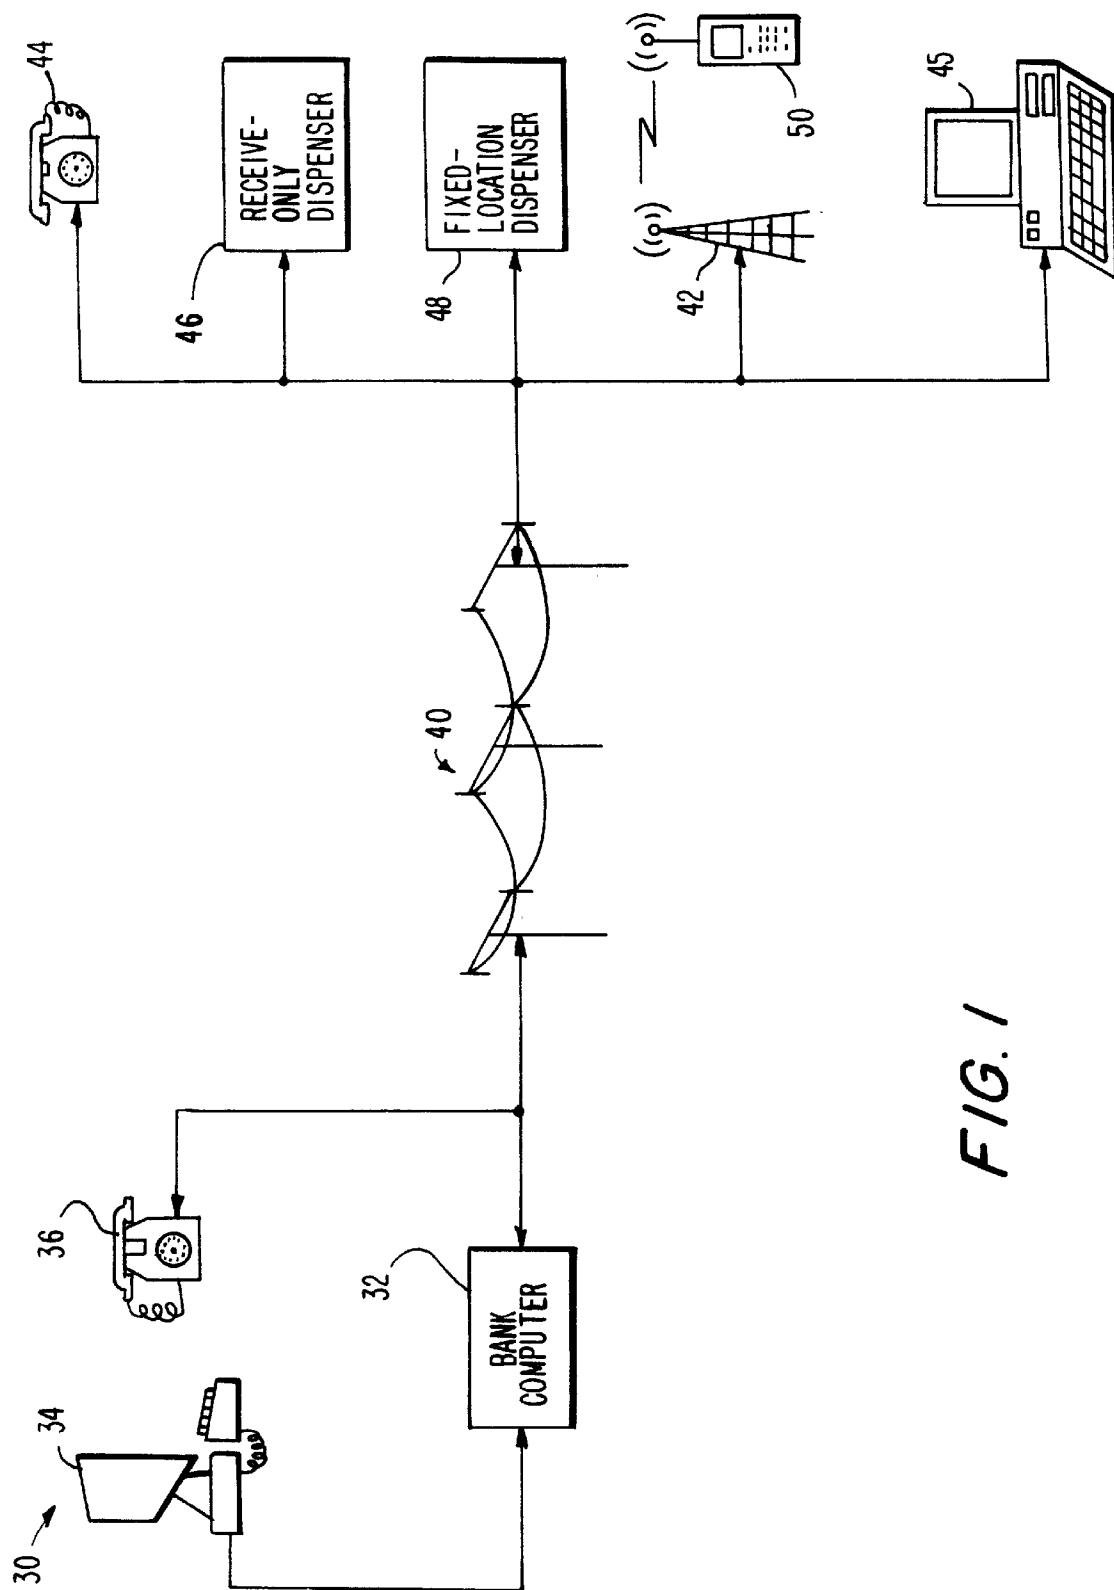 30
34
36
32
BANK
COMPUTER
40
44
46
RECEIVE-
ONLY
DISPENSER
48
FIXED-
LOCATION
DISPENSER
42
50
45
FIG. 1